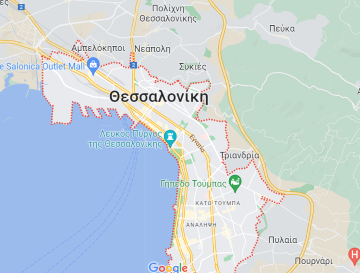 Πολίχνη
Θεσσαλονίκης
Πεύκα
Αμπελόκηποι
Νεάπολη
e Salonica
Outlet Mall
Συκιές
Θεσσαλονίκη
Λευκός Πύργος
της Θεσσαλονίκης
Εγνατία
Τριανδρία
Γήπεδο Τούμπας
ΚΑΤΩ ΤΟΥΜΠΑ
ΑΝΑΛΗΨΗ
Πυλαία
Πανόραμα
Google
H